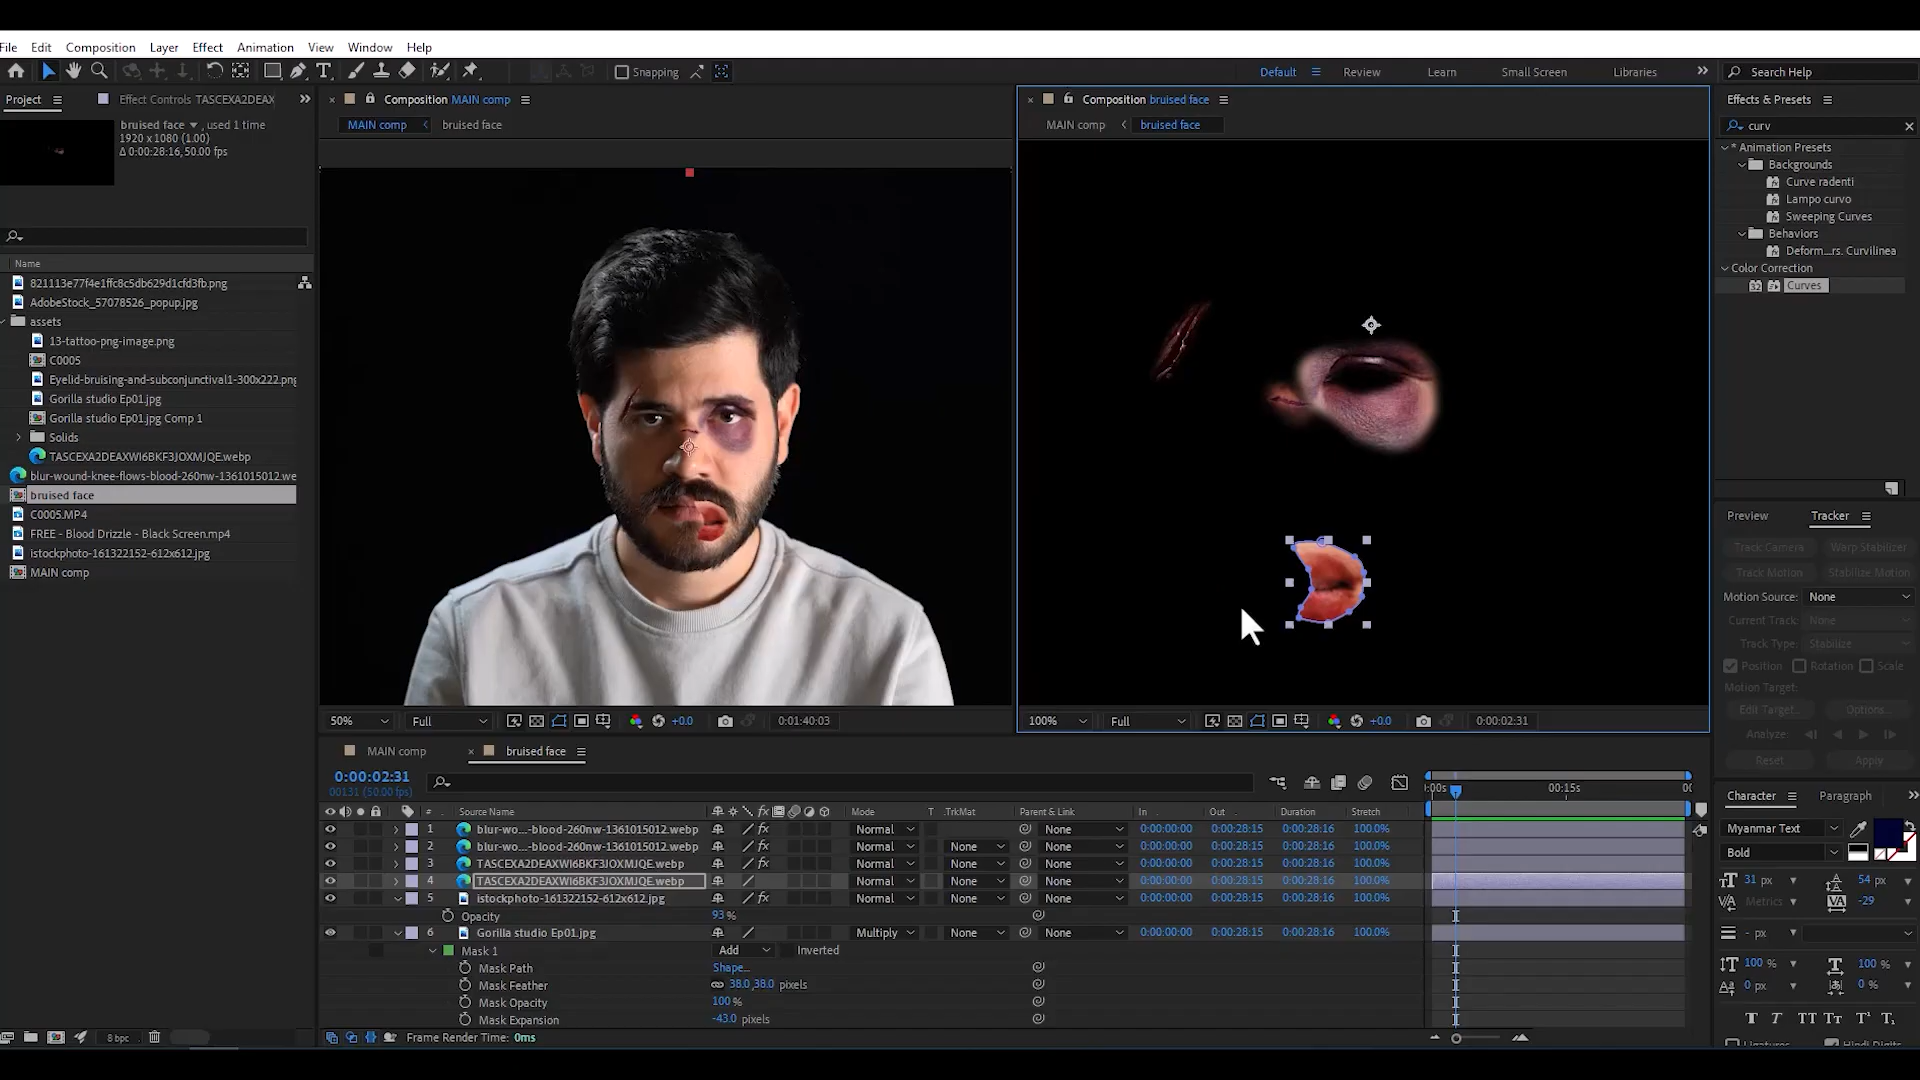 File Edit Composition Layer Effect Animation View Window Help
Snapping
Default Review Learn Small Screen Libraries Search Help
Project
Effect Controls TASCEXA2DEAX
bruised face , used 1 time
1920 x 1080 (1.00)
Δ 0:00:28:16, 50.00 fps
Name
821113e77f4e1ffc8c5db629d1cfd3fb.png
AdobeStock_57078526_popup.jpg
assets
13-tattoo-png-image.png
C0005
Eyelid-bruising-and-subconjunctival1-300x222.png
Gorilla studio Ep01.jpg
Gorilla studio Ep01.jpg Comp 1
Solids
TASCEXA2DEAXWI6BKF3JOXMJQE.webp
blur-wound-knee-flows-blood-260nw-1361015012.we
bruised face
C0005.MP4
FREE - Blood Drizzle - Black Screen.mp4
istockphoto-161322152-612x612.jpg
MAIN comp
8 bpc
Composition MAIN comp
MAIN comp bruised face
50% Full +0.0 0:01:40:03
Composition bruised face
MAIN comp bruised face
100% Full +0.0 0:00:02:31
Effects & Presets
curv
* Animation Presets
Backgrounds
Curve radenti
Lampo curvo
Sweeping Curves
Behaviors
Deform...rs. Curvilinea
Color Correction
Curves
Preview Tracker
Track Camera Warp Stabilizer
Track Motion Stabilize Motion
Motion Source: None
Current Track: None
Track Type: Stabilize
Position Rotation Scale
Motion Target:
Edit Target... Options...
Analyze:
Reset Apply
Character Paragraph
Myanmar Text
Bold
31 px 54 px
Metrics -29
- px
100 % 100 %
0 px 0 %
T T TT Tt T¹ T₁
Ligatures Hindi Digits
MAIN comp bruised face
0:00:02:31
00131 (50.00 fps)
# Source Name Mode T .TrkMat Parent & Link In Out Duration Stretch
:00s 00:15s 00
1 blur-wo...-blood-260nw-1361015012.webp Normal None 0:00:00:00 0:00:28:15 0:00:28:16 100.0%
2 blur-wo...-blood-260nw-1361015012.webp Normal None None 0:00:00:00 0:00:28:15 0:00:28:16 100.0%
3 TASCEXA2DEAXWI6BKF3JOXMJQE.webp Normal None None 0:00:00:00 0:00:28:15 0:00:28:16 100.0%
4 TASCEXA2DEAXWI6BKF3JOXMJQE.webp Normal None None 0:00:00:00 0:00:28:15 0:00:28:16 100.0%
5 istockphoto-161322152-612x612.jpg Normal None None 0:00:00:00 0:00:28:15 0:00:28:16 100.0%
Opacity 93%
6 Gorilla studio Ep01.jpg Multiply None None 0:00:00:00 0:00:28:15 0:00:28:16 100.0%
Mask 1 Add Inverted
Mask Path Shape...
Mask Feather 38.0,38.0 pixels
Mask Opacity 100%
Mask Expansion -43.0 pixels
Frame Render Time: 0ms